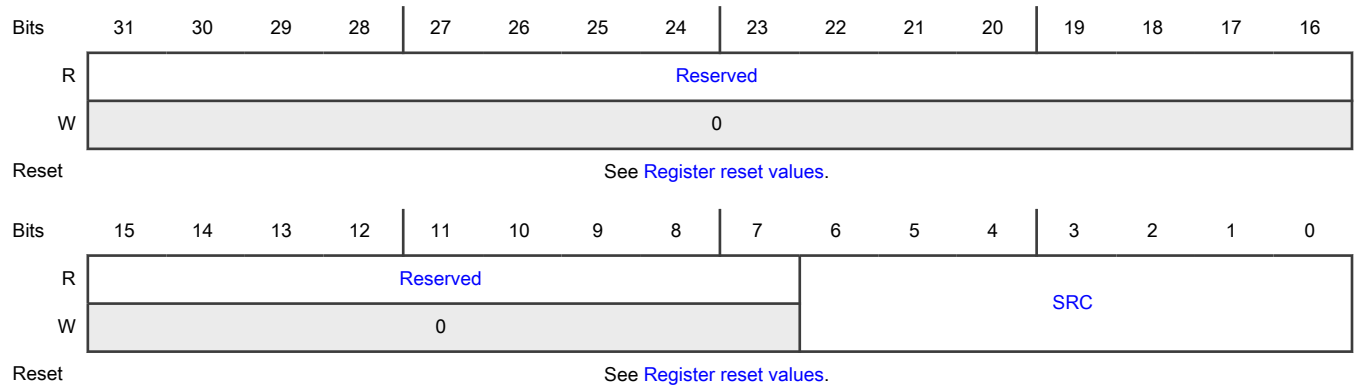 Bits 31 30 29 28 27 26 25 24 23 22 21 20 19 18 17 16
R Reserved
W 0
Reset See Register reset values.
Bits 15 14 13 12 11 10 9 8 7 6 5 4 3 2 1 0
R Reserved
SRC
W 0
Reset See Register reset values.